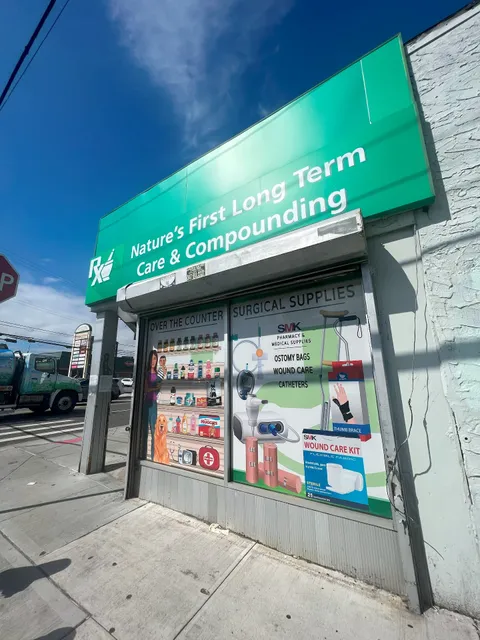 Nature's First Long Term
Care & Compounding
Rx
OVER THE COUNTER
SURGICAL SUPPLIES
SMK
PHARMACY &
MEDICAL SUPPLIES
OSTOMY BAGS
WOUND CARE
CATHETERS
THUMB BRACE
SMK
WOUND CARE KIT